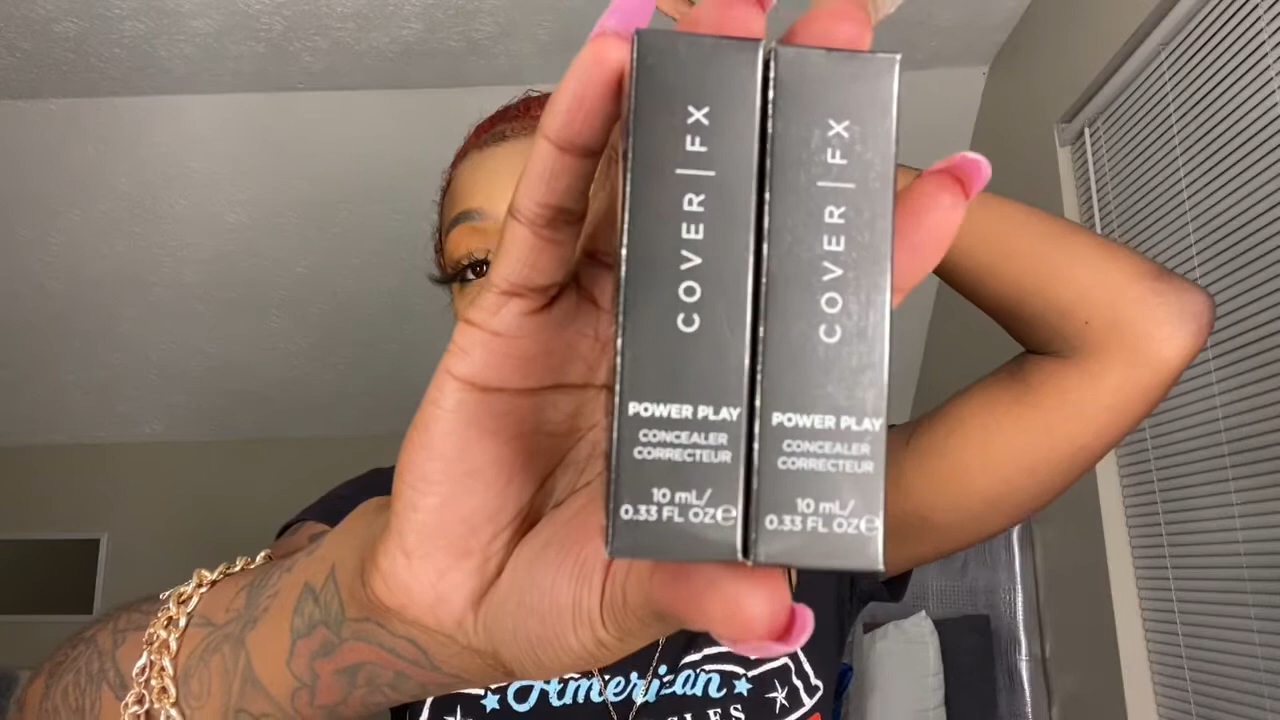 COVER | FX
POWER PLAY
CONCEALER
CORRECTEUR
10 mL/
0.33 FL OZ℮
COVER | FX
POWER PLAY
CONCEALER
CORRECTEUR
10 mL/
0.33 FL OZ℮
American